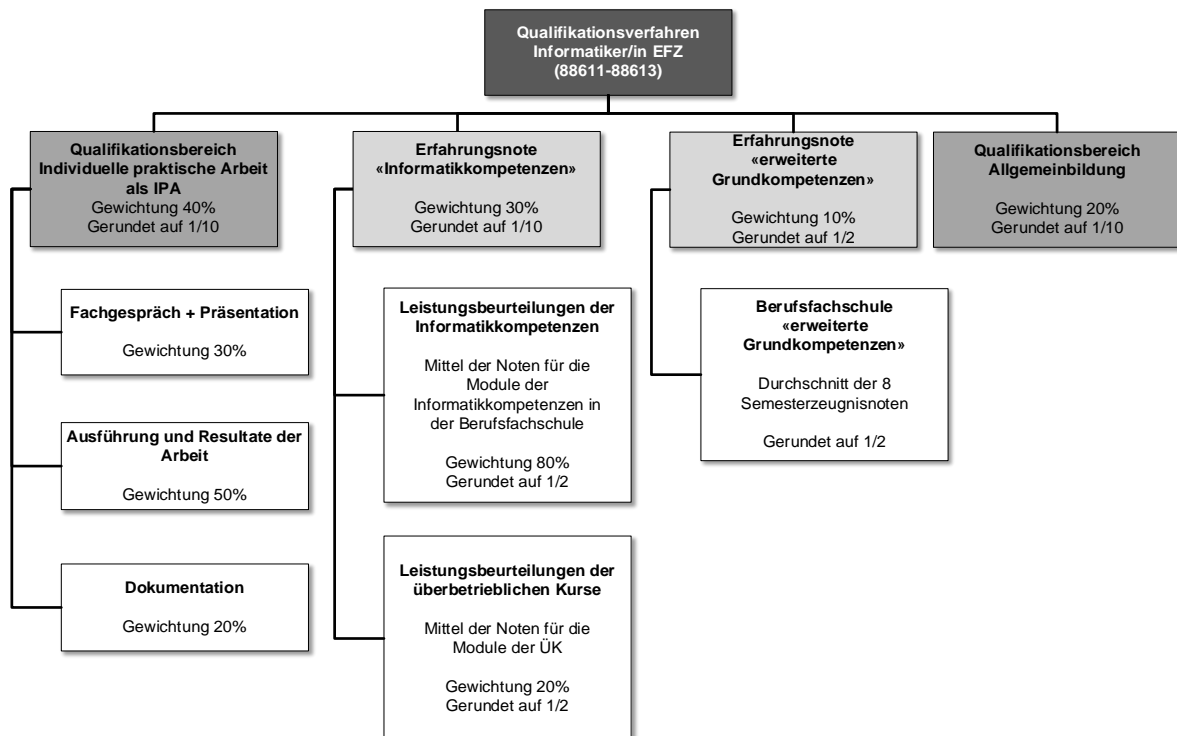 Qualifikationsverfahren
Informatiker/in EFZ
(88611-88613)
Qualifikationsbereich
Individuelle praktische Arbeit
als IPA
Gewichtung 40%
Gerundet auf 1/10
Fachgespräch + Präsentation
Gewichtung 30%
Ausführung und Resultate der
Arbeit
Gewichtung 50%
Dokumentation
Gewichtung 20%
Erfahrungsnote
«Informatikkompetenzen»
Gewichtung 30%
Gerundet auf 1/10
Leistungsbeurteilungen der
Informatikkompetenzen
Mittel der Noten für die
Module der
Informatikkompetenzen in
der Berufsfachschule
Gewichtung 80%
Gerundet auf 1/2
Leistungsbeurteilungen der
überbetrieblichen Kurse
Mittel der Noten für die
Module der ÜK
Gewichtung 20%
Gerundet auf 1/2
Erfahrungsnote
«erweiterte
Grundkompetenzen»
Gewichtung 10%
Gerundet auf 1/2
Berufsfachschule
«erweiterte
Grundkompetenzen»
Durchschnitt der 8
Semesterzeugnisnoten
Gerundet auf 1/2
Qualifikationsbereich
Allgemeinbildung
Gewichtung 20%
Gerundet auf 1/10